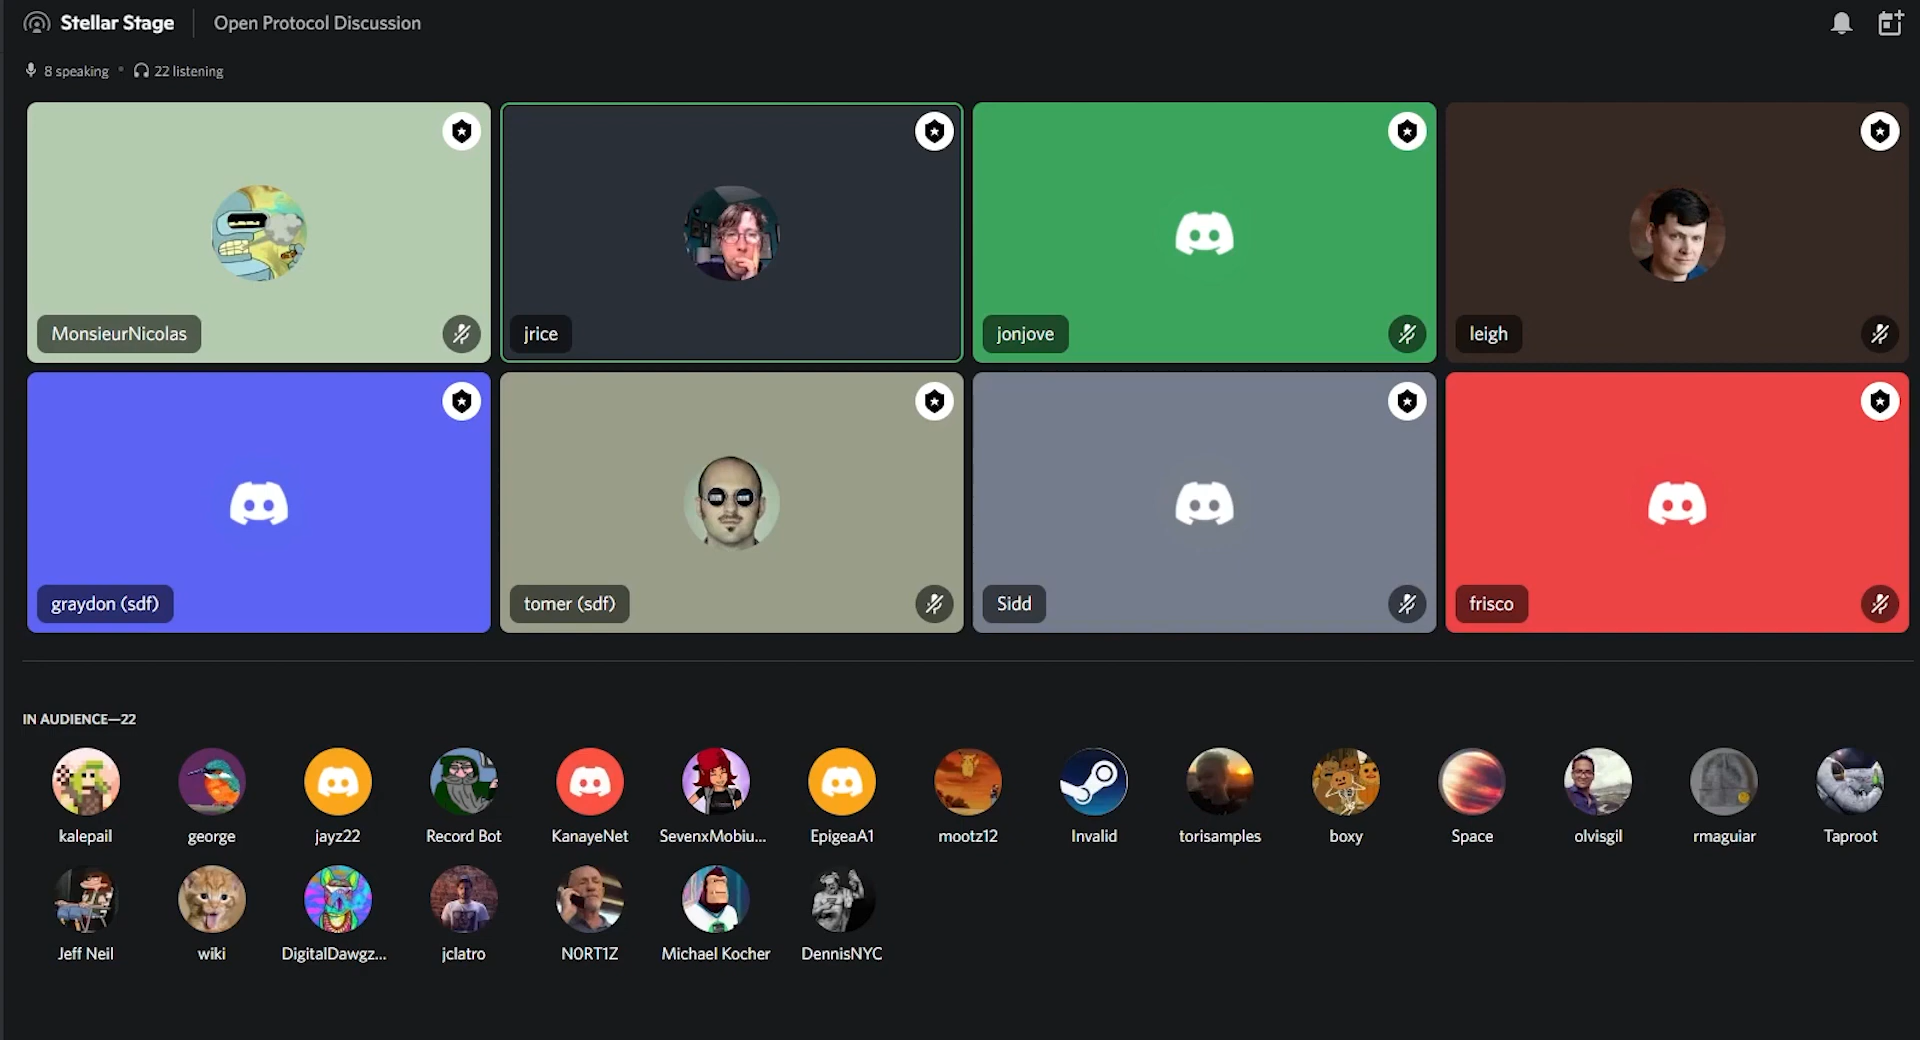 Stellar Stage | Open Protocol Discussion
8 speaking • 22 listening
MonsieurNicolas
jrice
jonjove
leigh
graydon (sdf)
tomer (sdf)
Sidd
frisco
IN AUDIENCE—22
kalepail
george
jayz22
Record Bot
KanayeNet
SevenxMobiu...
EpigeaA1
mootz12
Invalid
torisamples
boxy
Space
olvisgil
rmaguiar
Taproot
Jeff Neil
wiki
DigitalDawgz...
jclatro
N0RT1Z
Michael Kocher
DennisNYC